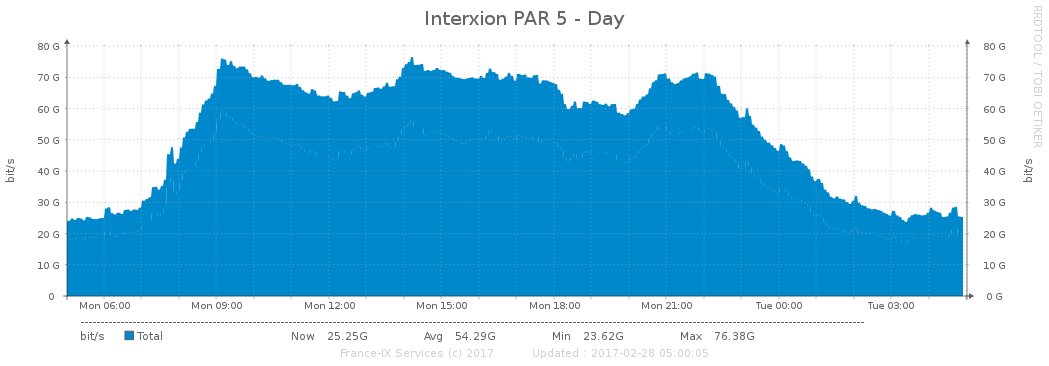 Interxion PAR 5 - Day
RRDTOOL / TOBI OETIKER
bit/s
80 G
70 G
60 G
50 G
40 G
30 G
20 G
10 G
0
80 G
70 G
60 G
50 G
40 G
30 G
20 G
10 G
0 G
bit/s
Mon 06:00 Mon 09:00 Mon 12:00 Mon 15:00 Mon 18:00 Mon 21:00 Tue 00:00 Tue 03:00
bit/s Total Now 25.25G Avg 54.29G Min 23.62G Max 76.38G
France-IX Services (c) 2017 Updated : 2017-02-28 05:00:05